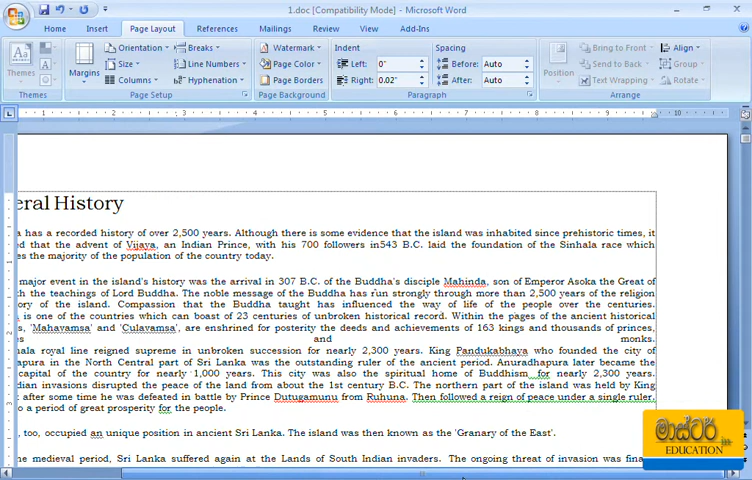 1.doc [Compatibility Mode] - Microsoft Word
Home Insert Page Layout References Mailings Review View Add-Ins
Themes
Themes
Margins
Orientation
Size
Columns
Breaks
Line Numbers
Hyphenation
Page Setup
Watermark
Page Color
Page Borders
Page Background
Indent
Left: 0"
Right: 0.02"
Spacing
Before: Auto
After: Auto
Paragraph
Position
Bring to Front
Send to Back
Text Wrapping
Align
Group
Rotate
Arrange
1 2 3 4 5 6 7 8 9 10
eral History
a has a recorded history of over 2,500 years. Although there is some evidence that the island was inhabited since prehistoric times, it
ed that the advent of Vijaya, an Indian Prince, with his 700 followers in543 B.C. laid the foundation of the Sinhala race which
es the majority of the population of the country today.
major event in the island's history was the arrival in 307 B.C. of the Buddha's disciple Mahinda, son of Emperor Asoka the Great of
th the teachings of Lord Buddha. The noble message of the Buddha has run strongly through more than 2,500 years of the religion
ory of the island. Compassion that the Buddha taught has influenced the way of life of the people over the centuries.
is one of the countries which can boast of 23 centuries of unbroken historical record. Within the pages of the ancient historical
s, 'Mahavamsa' and 'Culavamsa', are enshrined for posterity the deeds and achievements of 163 kings and thousands of princes,
es and monks.
ala royal line reigned supreme in unbroken succession for nearly 2,300 years. King Pandukabhaya who founded the city of
apura in the North Central part of Sri Lanka was the outstanding ruler of the ancient period. Anuradhapura later became the
capital of the country for nearly 1,000 years. This city was also the spiritual home of Buddhism for nearly 2,300 years.
dian invasions disrupted the peace of the land from about the 1st century B.C. The northern part of the island was held by King
t after some time he was defeated in battle by Prince Dutugamunu from Ruhuna. Then followed a reign of peace under a single ruler,
o a period of great prosperity for the people.
, too, occupied an unique position in ancient Sri Lanka. The island was then known as the 'Granary of the East'.
he medieval period, Sri Lanka suffered again at the Lands of South Indian invaders. The ongoing threat of invasion was fina
මාස්ටර්
EDUCATION